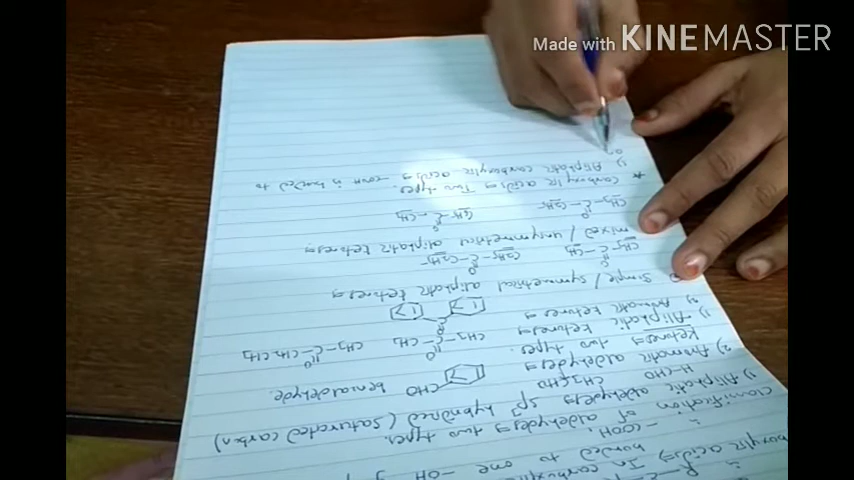 Made with KINEMASTER
boxylic acids ⇒ In carboxylic
bonded to one -OH
-COOH.
Classification of aldehydes ⇒ two types.
1) Aliphatic aldehydes ⇒ sp³ hybridised (saturated carbon)
H-CHO CH3CHO
2) Aromatic aldehydes ⇒ CHO benzaldehyde.
Ketones ⇒ two types.
1) Aliphatic ketones ⇒ CH3-C-CH3 CH3-C-CH2CH3
O O
2) Aromatic ketones ⇒
Simple / symmetrical aliphatic ketones ⇒
O O
CH3-C-CH3 C2H5-C-C2H5
mixed / unsymmetrical aliphatic ketones ⇒
O O
CH3-C-C2H5 C2H5-C-CH3
* carboxylic acids ⇒ Two types.
1) Aliphatic carboxylic acids ⇒ -COOH is bonded to